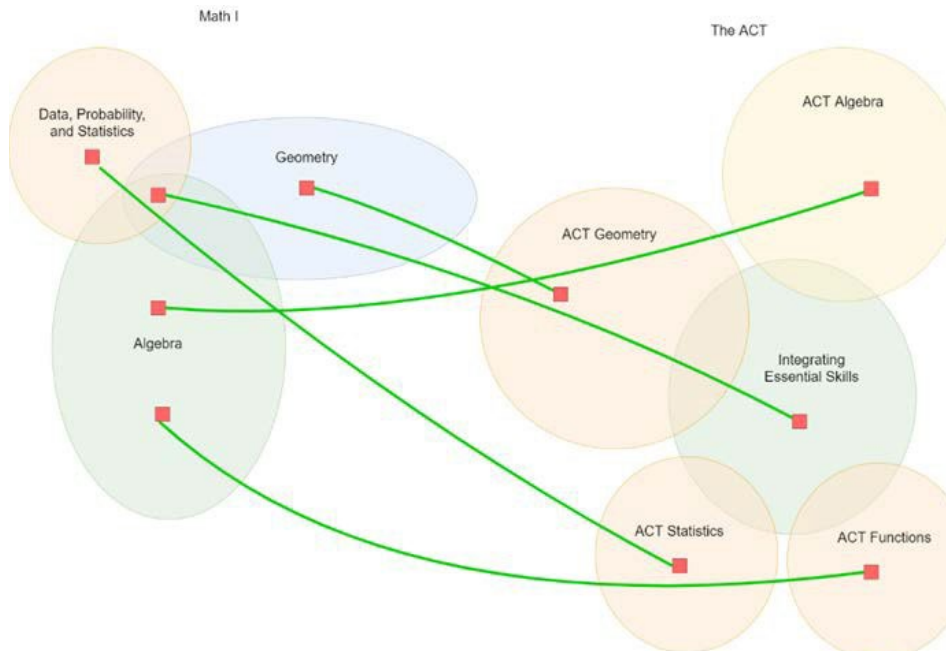 Math I
The ACT
Data, Probability,
and Statistics
Geometry
Algebra
ACT Algebra
ACT Geometry
Integrating
Essential Skills
ACT Statistics
ACT Functions